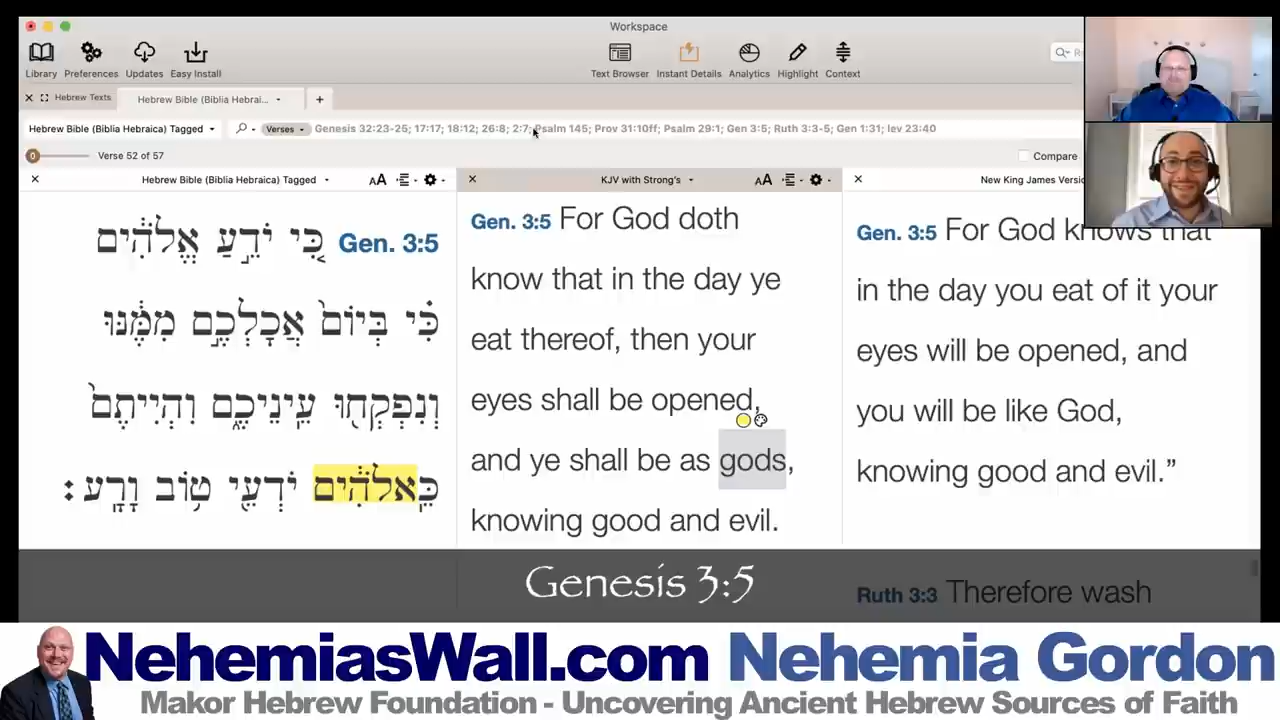 Workspace
Library Preferences Updates Easy Install Text Browser Instant Details Analytics Highlight Context
Hebrew Texts Hebrew Bible (Biblia Hebrai... +
Hebrew Bible (Biblia Hebraica) Tagged Verses Genesis 32:23-25; 17:17; 18:12; 26:8; 2:7; Psalm 145; Prov 31:10ff; Psalm 29:1; Gen 3:5; Ruth 3:3-5; Gen 1:31; lev 23:40
0 Verse 52 of 57 Compare
Hebrew Bible (Biblia Hebraica) Tagged AA
Gen. 3:5 כִּ֚י יֹדֵ֣עַ אֱלֹהִ֔ים
כִּ֗י בְּיוֹם֙ אֲכָלְכֶ֣ם מִמֶּ֔נּוּ
וְנִפְקְח֖וּ עֵֽינֵיכֶ֑ם וִהְיִיתֶם֙
כֵּֽאלֹהִ֔ים יֹדְעֵ֖י ט֥וֹב וָרָֽע׃
KJV with Strong's AA
Gen. 3:5 For God doth
know that in the day ye
eat thereof, then your
eyes shall be opened,
and ye shall be as gods,
knowing good and evil.
New King James Versio
Gen. 3:5 For God knows that
in the day you eat of it your
eyes will be opened, and
you will be like God,
knowing good and evil.”
Ruth 3:3 Therefore wash
Genesis 3:5
NehemiasWall.com Nehemia Gordon
Makor Hebrew Foundation - Uncovering Ancient Hebrew Sources of Faith